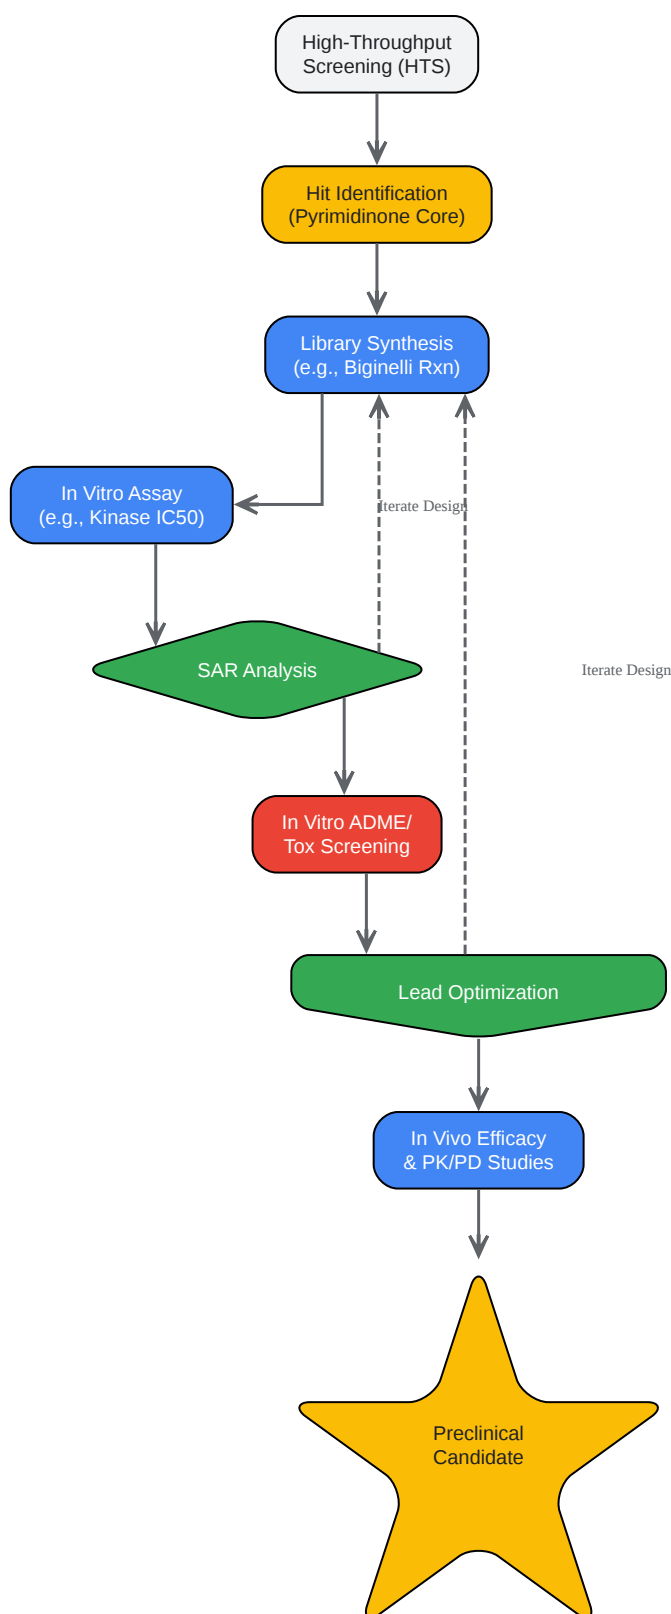 High-Throughput
Screening (HTS)
Hit Identification
(Pyrimidinone Core)
Library Synthesis
(e.g., Biginelli Rxn)
In Vitro Assay
(e.g., Kinase IC50)
Iterate Design
SAR Analysis
Iterate Design
In Vitro ADME/
Tox Screening
Lead Optimization
In Vivo Efficacy
& PK/PD Studies
Preclinical
Candidate